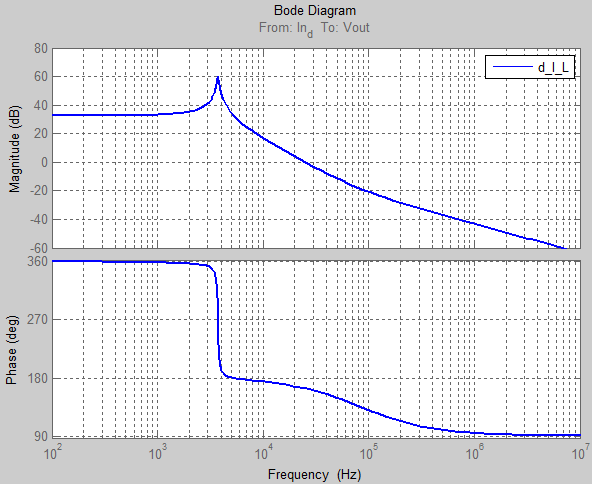 Bode Diagram
From: In_d To: Vout
d_I_L
Magnitude (dB)
80
60
40
20
0
-20
-40
-60
Phase (deg)
360
270
180
90
10^2 10^3 10^4 10^5 10^6 10^7
Frequency (Hz)